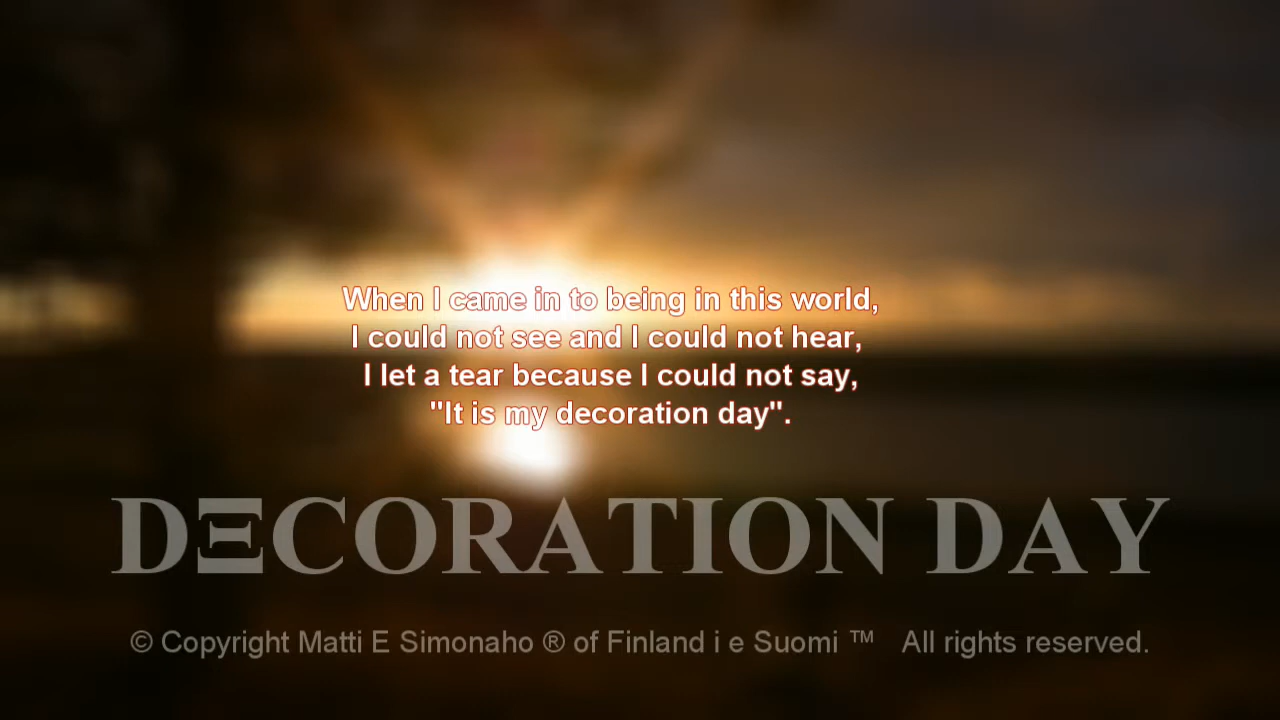 When I came in to being in this world,
I could not see and I could not hear,
I let a tear because I could not say,
"It is my decoration day".
DΞCORATION DAY
© Copyright Matti E Simonaho ® of Finland i e Suomi ™ All rights reserved.